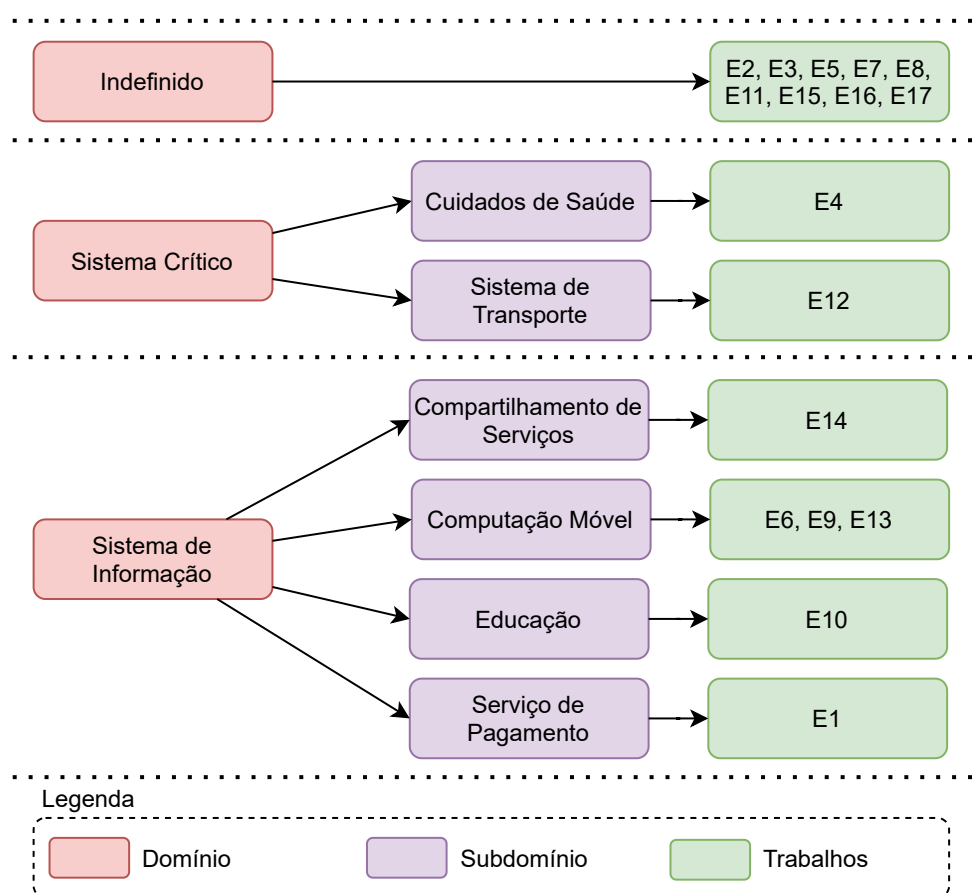 Indefinido
E2, E3, E5, E7, E8,
E11, E15, E16, E17
Sistema Crítico
Cuidados de Saúde
E4
Sistema de
Transporte
E12
Sistema de
Informação
Compartilhamento de
Serviços
E14
Computação Móvel
E6, E9, E13
Educação
E10
Serviço de
Pagamento
E1
Legenda
Domínio
Subdomínio
Trabalhos